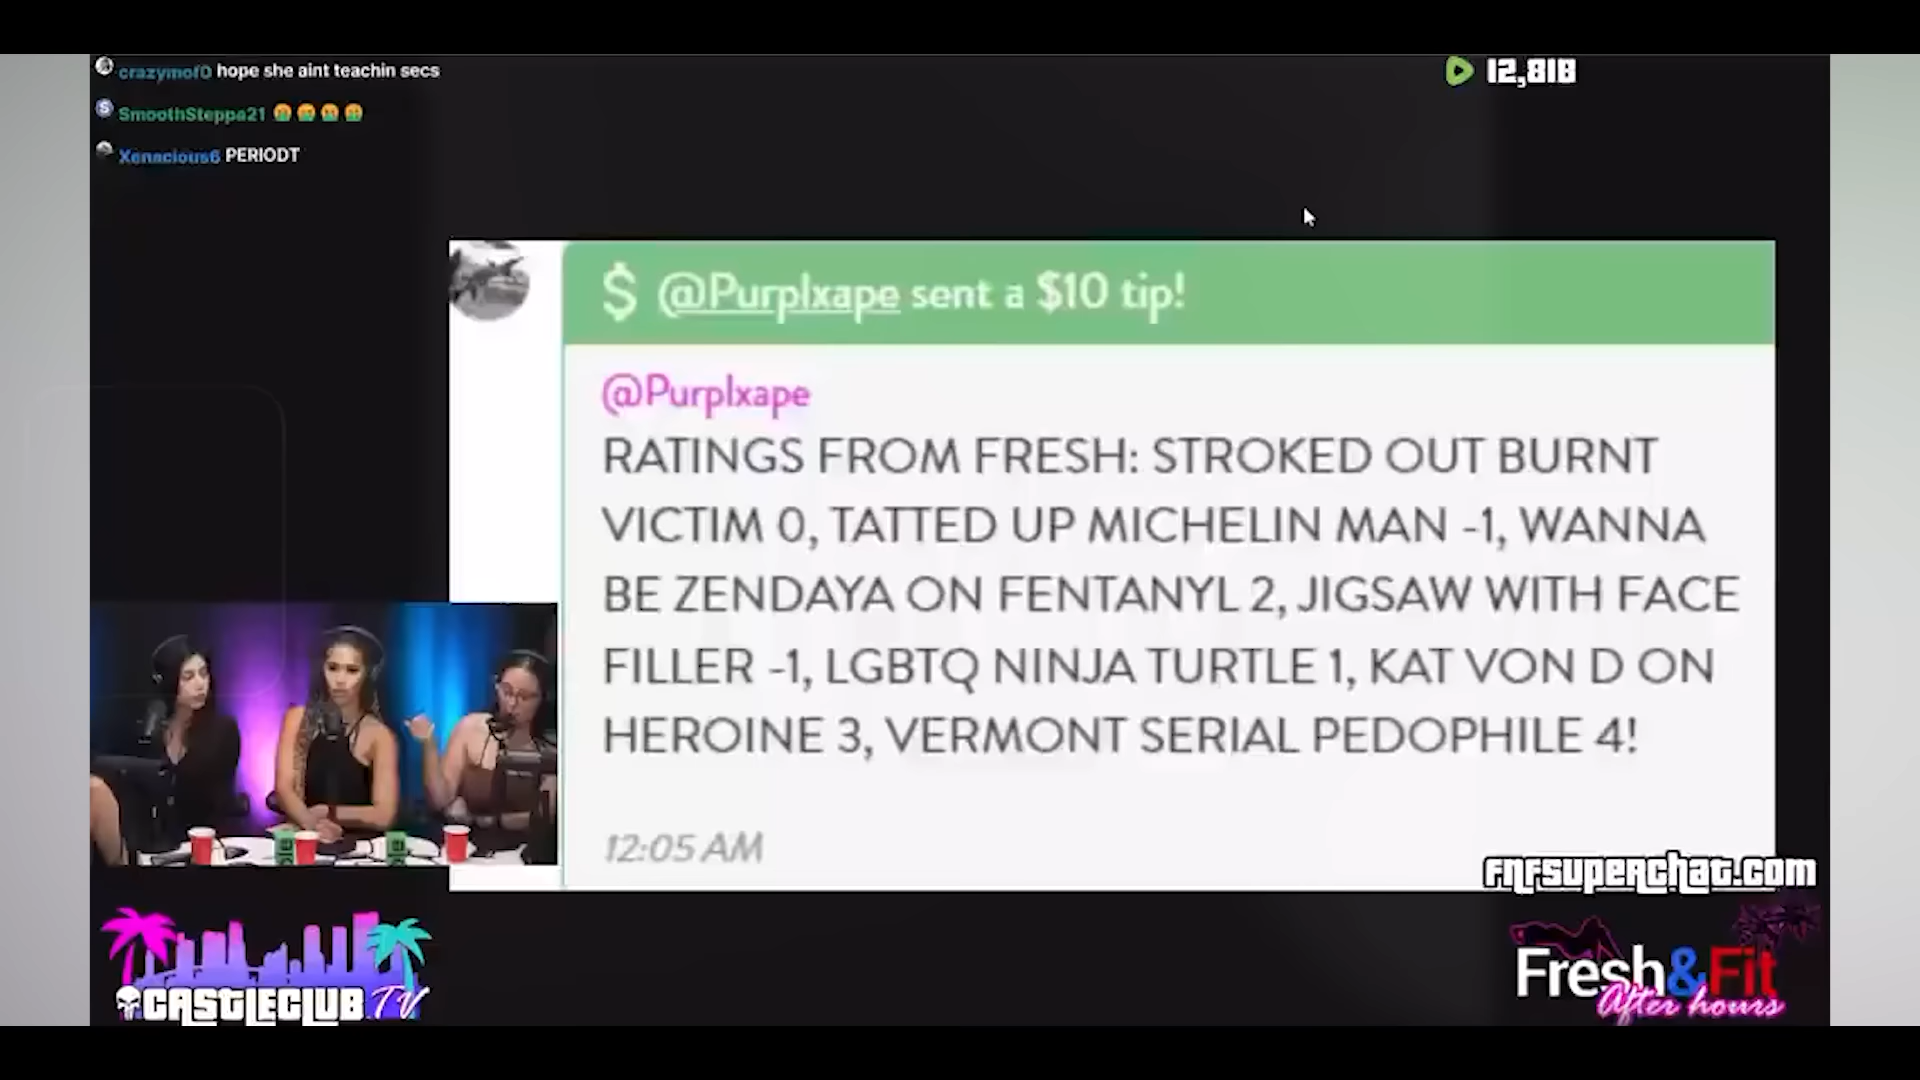 crazymof0 hope she aint teachin secs
12,818
SmoothSteppa21
Xenacious6 PERIODT
$ @Purplxape sent a $10 tip!
@Purplxape
RATINGS FROM FRESH: STROKED OUT BURNT
VICTIM 0, TATTED UP MICHELIN MAN -1, WANNA
BE ZENDAYA ON FENTANYL 2, JIGSAW WITH FACE
FILLER -1, LGBTQ NINJA TURTLE 1, KAT VON D ON
HEROINE 3, VERMONT SERIAL PEDOPHILE 4!
12:05 AM
FNFSUPERCHAT.COM
CASTLECLUB TV
Fresh&Fit
After hours